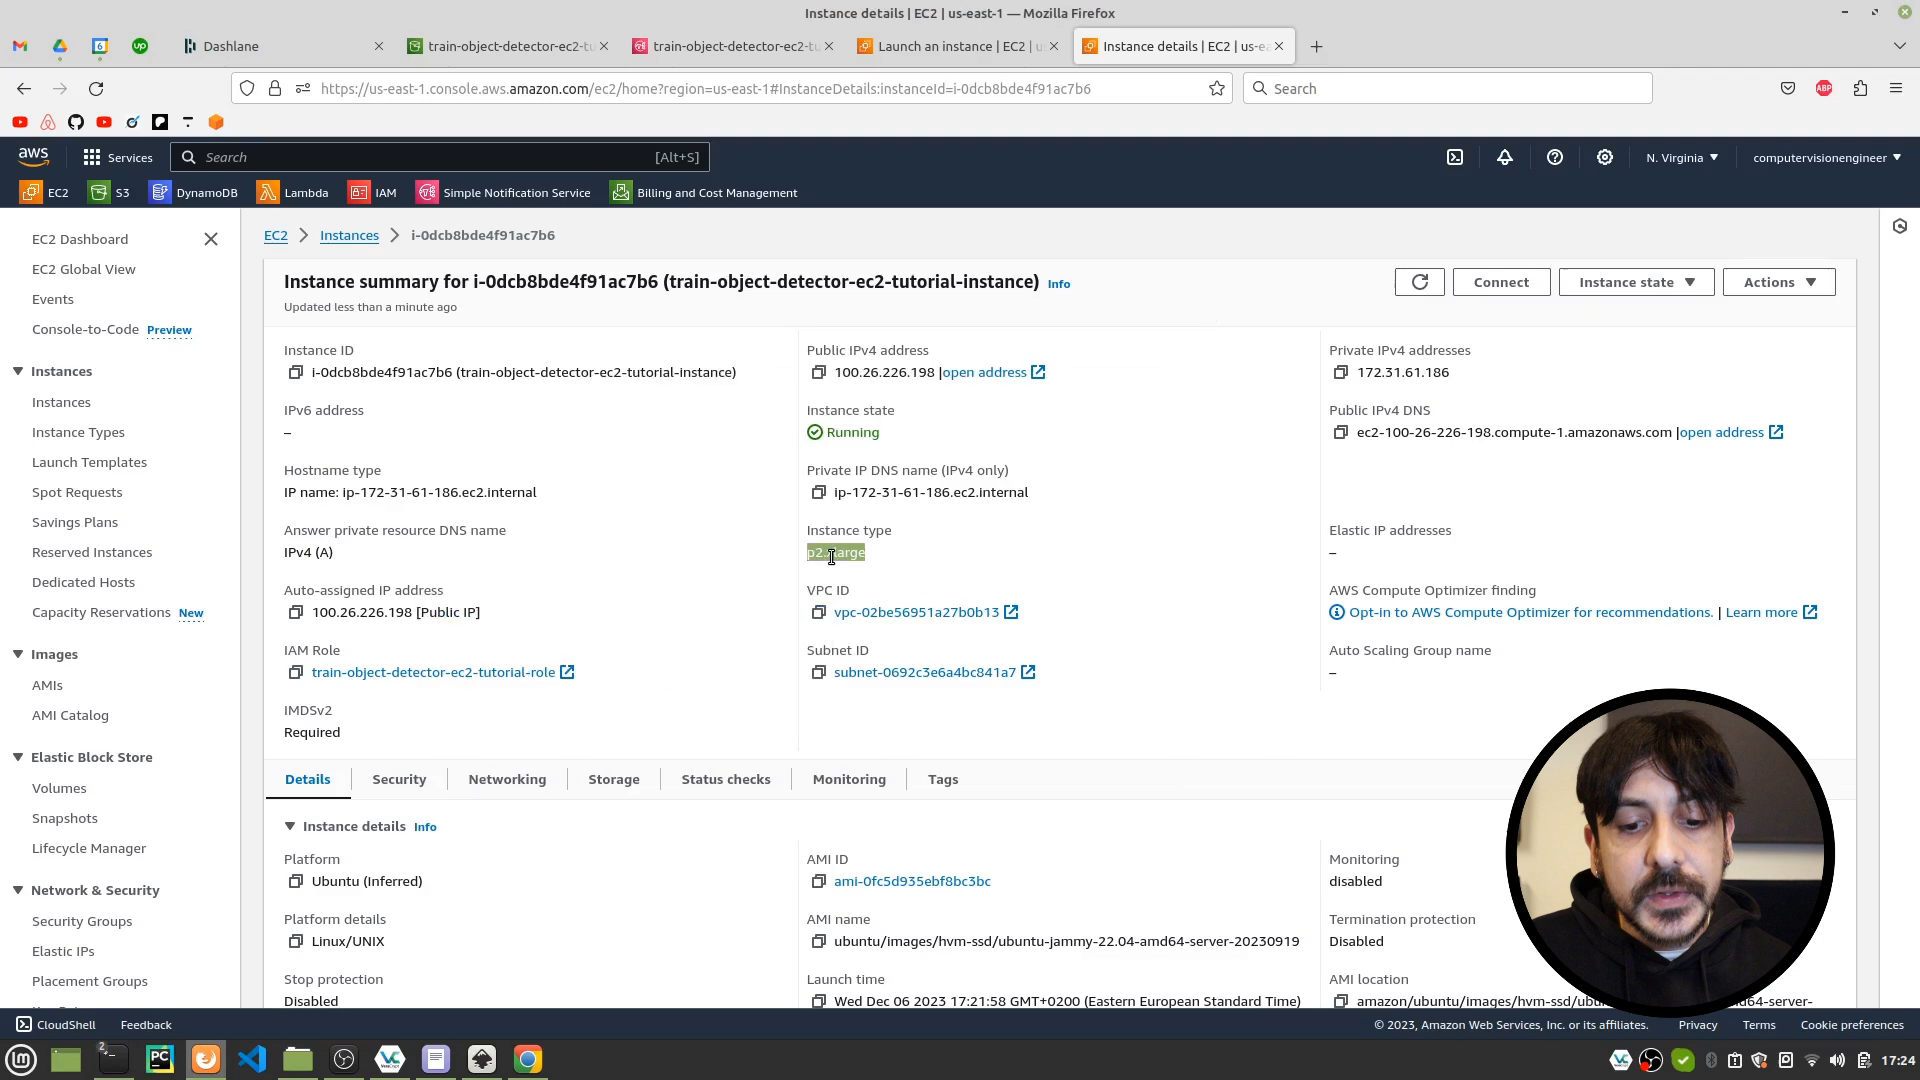 Instance details | EC2 | us-east-1 — Mozilla Firefox
Dashlane
train-object-detector-ec2-tu
train-object-detector-ec2-tu
Launch an instance | EC2 | u
Instance details | EC2 | us-ea
https://us-east-1.console.aws.amazon.com/ec2/home?region=us-east-1#InstanceDetails:instanceId=i-0dcb8bde4f91ac7b6
Search
ABP
aws
Services
Search
[Alt+S]
N. Virginia
computervisionengineer
EC2
S3
DynamoDB
Lambda
IAM
Simple Notification Service
Billing and Cost Management
EC2 Dashboard
EC2 Global View
Events
Console-to-Code Preview
Instances
Instances
Instance Types
Launch Templates
Spot Requests
Savings Plans
Reserved Instances
Dedicated Hosts
Capacity Reservations New
Images
AMIs
AMI Catalog
Elastic Block Store
Volumes
Snapshots
Lifecycle Manager
Network & Security
Security Groups
Elastic IPs
Placement Groups
EC2 > Instances > i-0dcb8bde4f91ac7b6
Instance summary for i-0dcb8bde4f91ac7b6 (train-object-detector-ec2-tutorial-instance) Info
Updated less than a minute ago
Connect
Instance state
Actions
Instance ID
i-0dcb8bde4f91ac7b6 (train-object-detector-ec2-tutorial-instance)
Public IPv4 address
100.26.226.198 |open address
Private IPv4 addresses
172.31.61.186
IPv6 address
–
Instance state
Running
Public IPv4 DNS
ec2-100-26-226-198.compute-1.amazonaws.com |open address
Hostname type
IP name: ip-172-31-61-186.ec2.internal
Private IP DNS name (IPv4 only)
ip-172-31-61-186.ec2.internal
Answer private resource DNS name
IPv4 (A)
Instance type
p2.xlarge
Elastic IP addresses
–
Auto-assigned IP address
100.26.226.198 [Public IP]
VPC ID
vpc-02be56951a27b0b13
AWS Compute Optimizer finding
Opt-in to AWS Compute Optimizer for recommendations. | Learn more
IAM Role
train-object-detector-ec2-tutorial-role
Subnet ID
subnet-0692c3e6a4bc841a7
Auto Scaling Group name
–
IMDSv2
Required
Details
Security
Networking
Storage
Status checks
Monitoring
Tags
Instance details Info
Platform
Ubuntu (Inferred)
AMI ID
ami-0fc5d935ebf8bc3bc
Monitoring
disabled
Platform details
Linux/UNIX
AMI name
ubuntu/images/hvm-ssd/ubuntu-jammy-22.04-amd64-server-20230919
Termination protection
Disabled
Stop protection
Disabled
Launch time
Wed Dec 06 2023 17:21:58 GMT+0200 (Eastern European Standard Time)
AMI location
amazon/ubuntu/images/hvm-ssd/ubu
d64-server-
CloudShell
Feedback
© 2023, Amazon Web Services, Inc. or its affiliates.
Privacy
Terms
Cookie preferences
2
PC
17:24